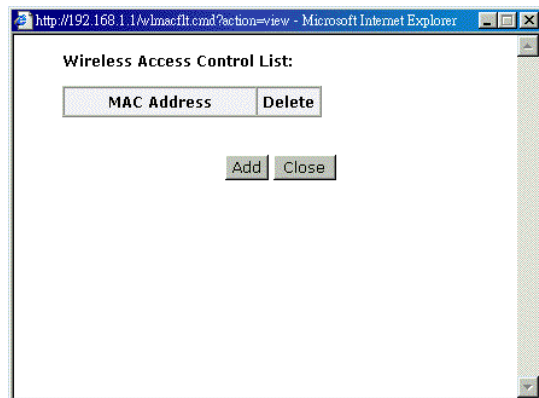 http://192.168.1.1/wlmacflt.cmd?action=view - Microsoft Internet Explorer
Wireless Access Control List:
MAC Address Delete
Add Close